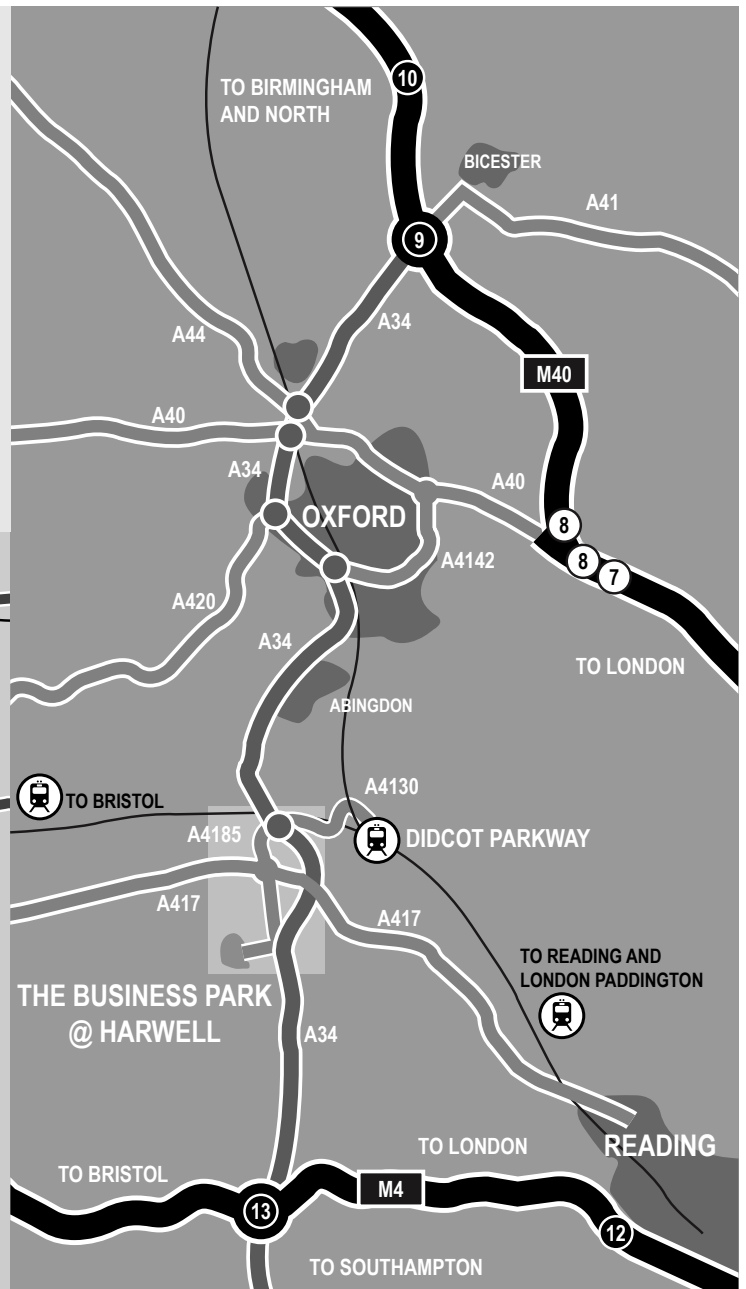 10
TO BIRMINGHAM
AND NORTH
BICESTER
A41
9
A44
A34
M40
A40
A34
A40
OXFORD
8
8
7
A4142
A420
A34
TO LONDON
ABINGDON
A4130
TO BRISTOL
A4185
DIDCOT PARKWAY
A417
A417
TO READING AND
LONDON PADDINGTON
THE BUSINESS PARK
@ HARWELL
A34
READING
TO LONDON
TO BRISTOL
M4
13
12
TO SOUTHAMPTON